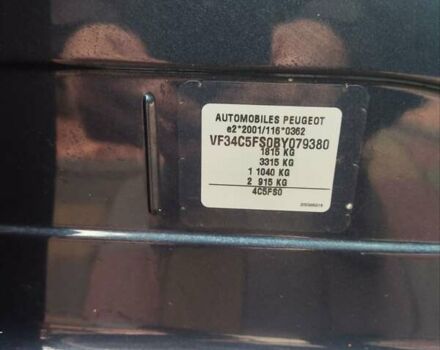 AUTOMOBILES PEUGEOT
e2*2001/116*0362
VF34C5FS0BY079380
1815 KG
3315 KG
1 1040 KG
2 915 KG
4C5FS0